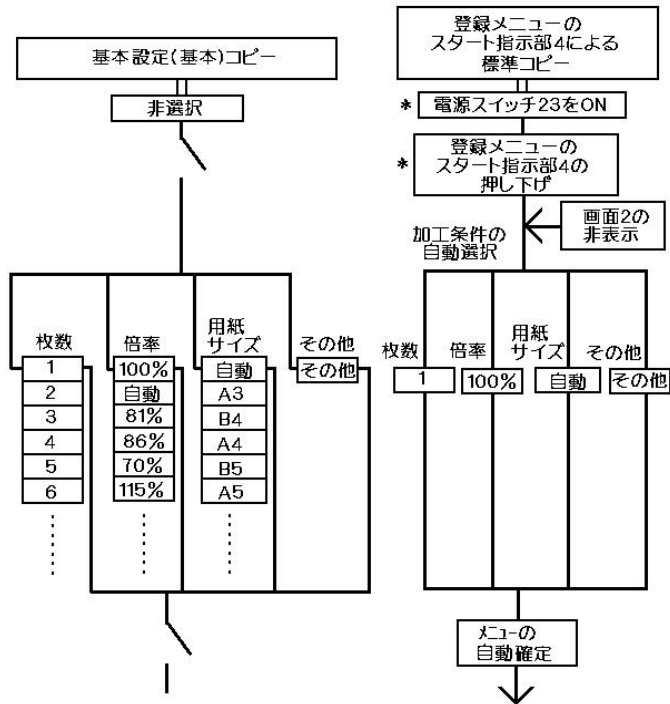 基本設定(基本)コピー
非選択
枚数
1
2
3
4
5
6
倍率
100%
自動
81%
86%
70%
115%
用紙
サイズ
自動
A3
B4
A4
B5
A5
その他
その他
登録メニューの
スタート指示部4による
標準コピー
* 電源スイッチ23をON
登録メニューの
* スタート指示部4の
押し下げ
画面2の
非表示
加工条件の
自動選択
枚数
1
倍率
100%
用紙
サイズ
自動
その他
その他
メニューの
自動確定